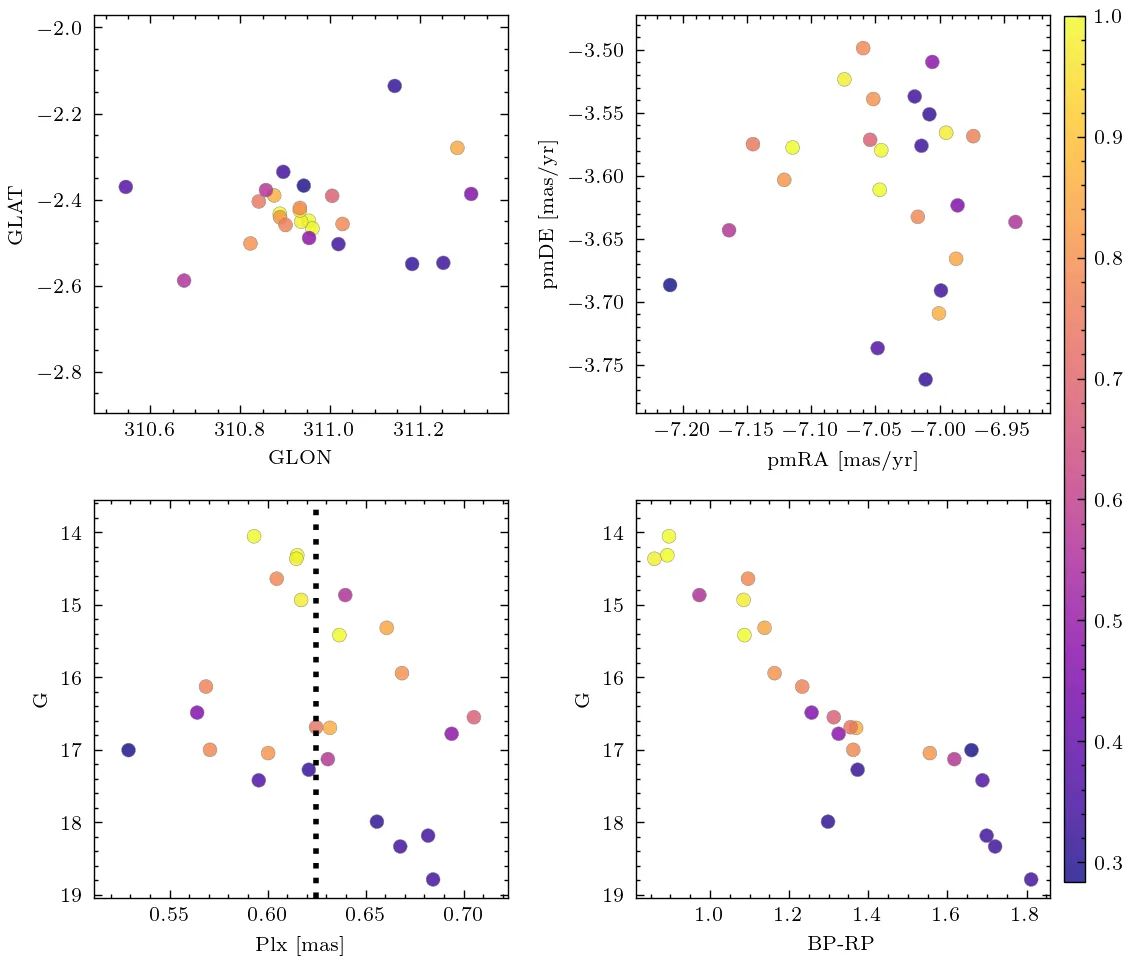 −2.0
−2.2
−2.4
−2.6
−2.8
GLAT
310.6 310.8 311.0 311.2
GLON
−3.50
−3.55
−3.60
−3.65
−3.70
−3.75
pmDE [mas/yr]
−7.20 −7.15 −7.10 −7.05 −7.00 −6.95
pmRA [mas/yr]
14
15
16
17
18
19
G
0.55 0.60 0.65 0.70
Plx [mas]
14
15
16
17
18
19
G
1.0 1.2 1.4 1.6 1.8
BP-RP
1.0
0.9
0.8
0.7
0.6
0.5
0.4
0.3